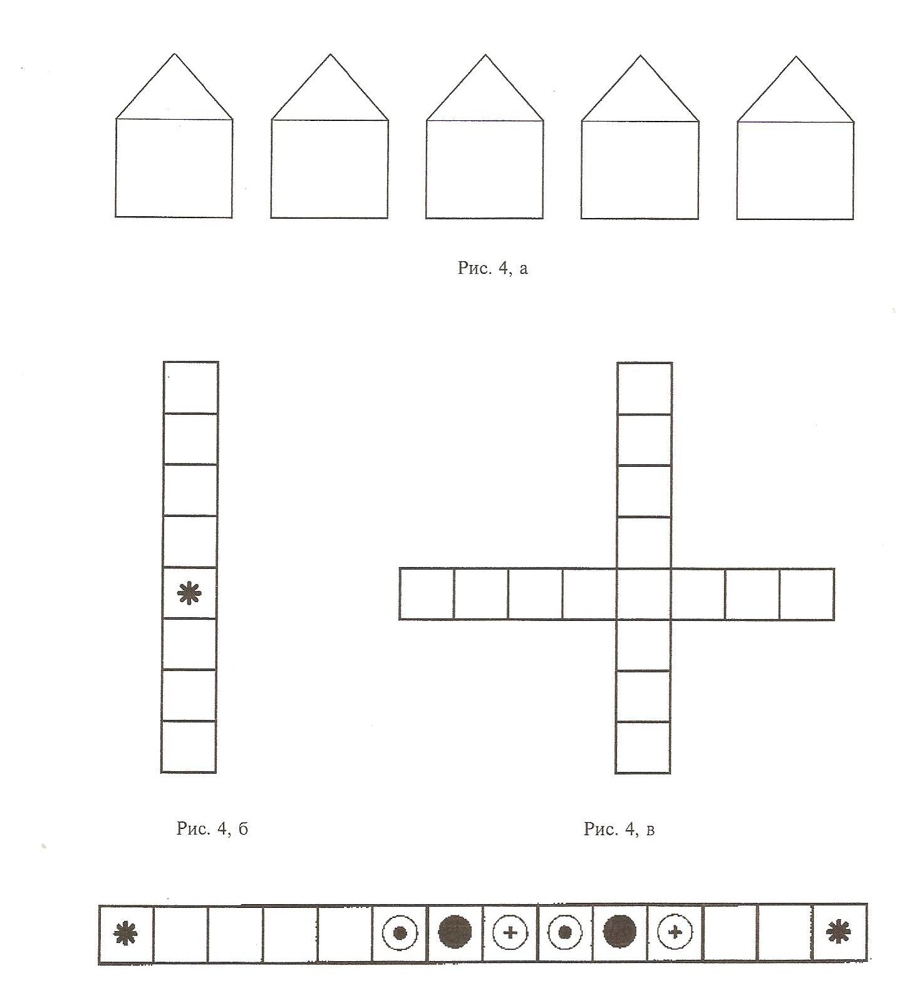 Рис. 4, а
Рис. 4, б
Рис. 4, в